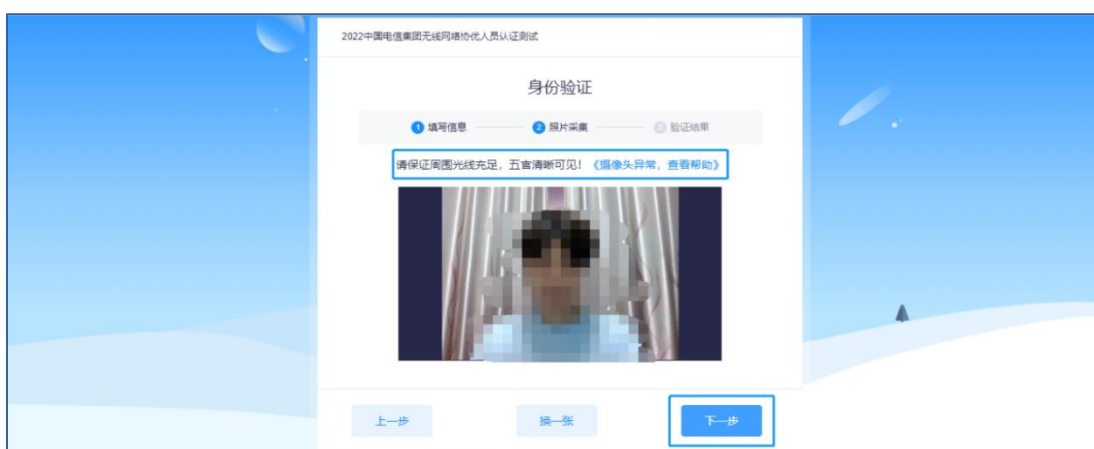 2022中国电信集团无线网络协优人员认证测试
身份验证
1 填写信息 2 照片采集 3 验证结果
请保证周围光线充足，五官清晰可见！《摄像头异常，查看帮助》
上一步 换一张 下一步